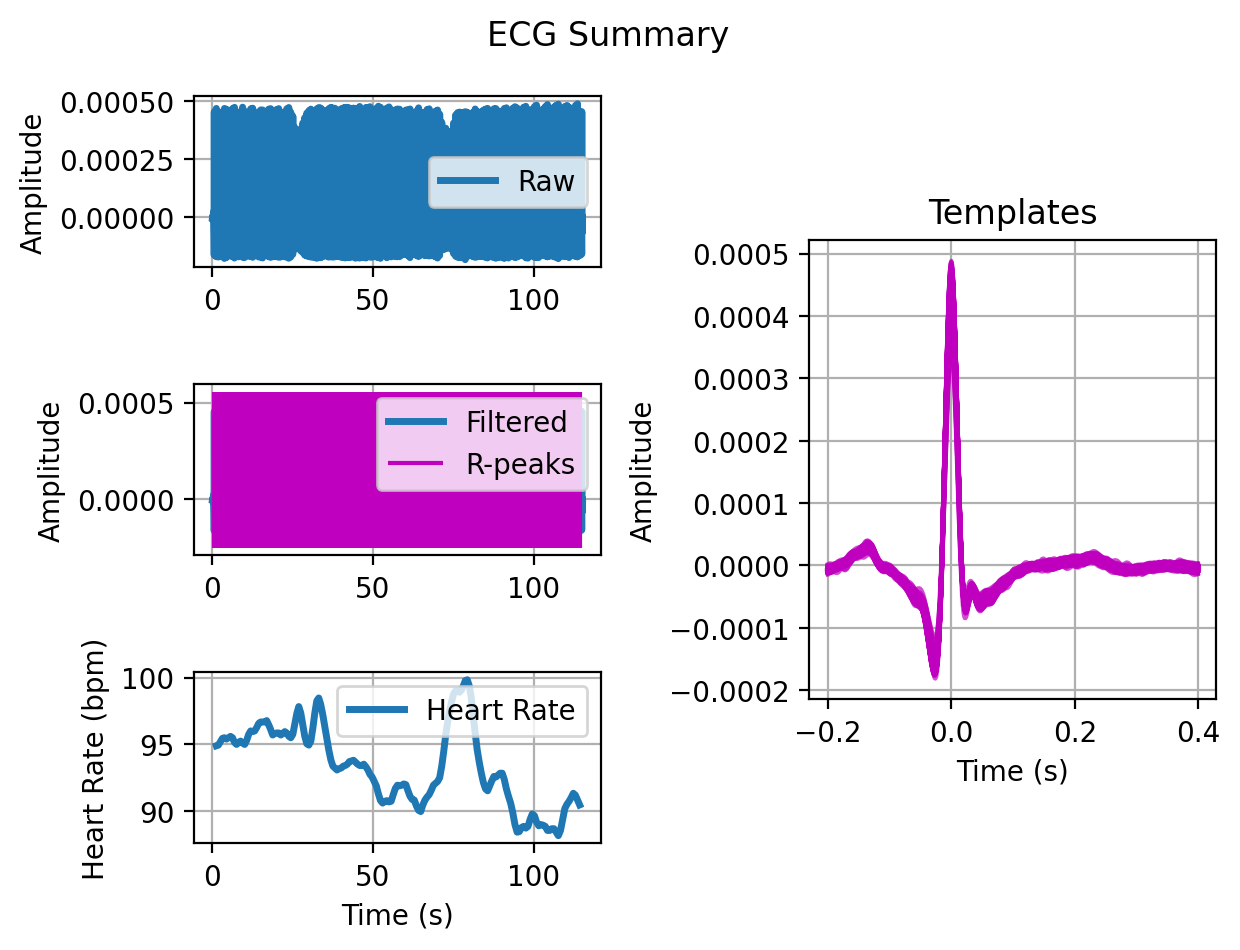 ECG Summary
0.00050
0.00025
0.00000
Amplitude
0 50 100
Raw
0.0005
0.0000
Amplitude
0 50 100
Filtered
R-peaks
100
95
90
Heart Rate (bpm)
0 50 100
Time (s)
Heart Rate
Templates
0.0005
0.0004
0.0003
0.0002
0.0001
0.0000
−0.0001
−0.0002
Amplitude
−0.2 0.0 0.2 0.4
Time (s)